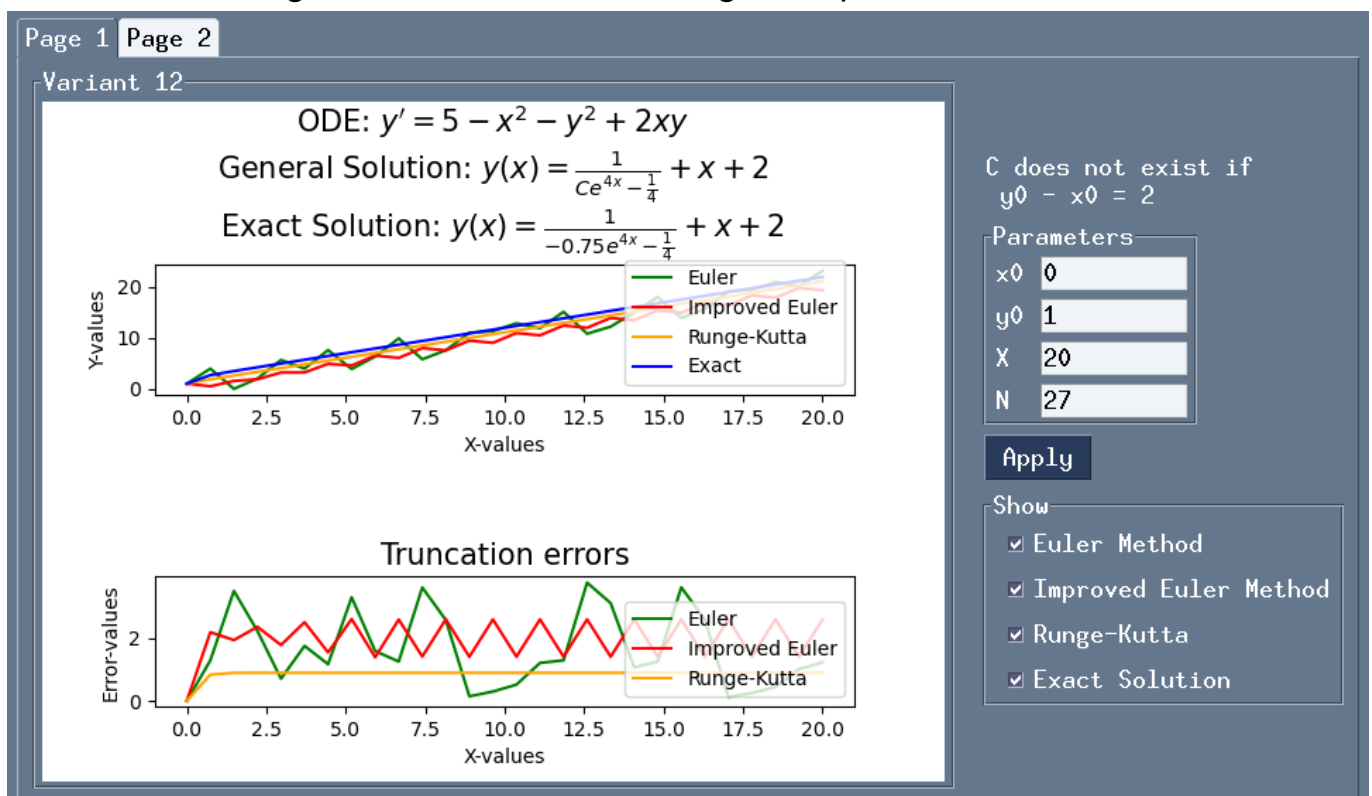 Page 1 Page 2
Variant 12
ODE: y′ = 5 − x² − y² + 2xy
General Solution: y(x) = 1/(Ce^{4x} − 1/4) + x + 2
Exact Solution: y(x) = 1/(−0.75e^{4x} − 1/4) + x + 2
Y-values
20
10
0
Euler
Improved Euler
Runge-Kutta
Exact
0.0 2.5 5.0 7.5 10.0 12.5 15.0 17.5 20.0
X-values
Truncation errors
Error-values
2
0
Euler
Improved Euler
Runge-Kutta
0.0 2.5 5.0 7.5 10.0 12.5 15.0 17.5 20.0
X-values
C does not exist if
y0 - x0 = 2
Parameters
x0 0
y0 1
X 20
N 27
Apply
Show
Euler Method
Improved Euler Method
Runge-Kutta
Exact Solution